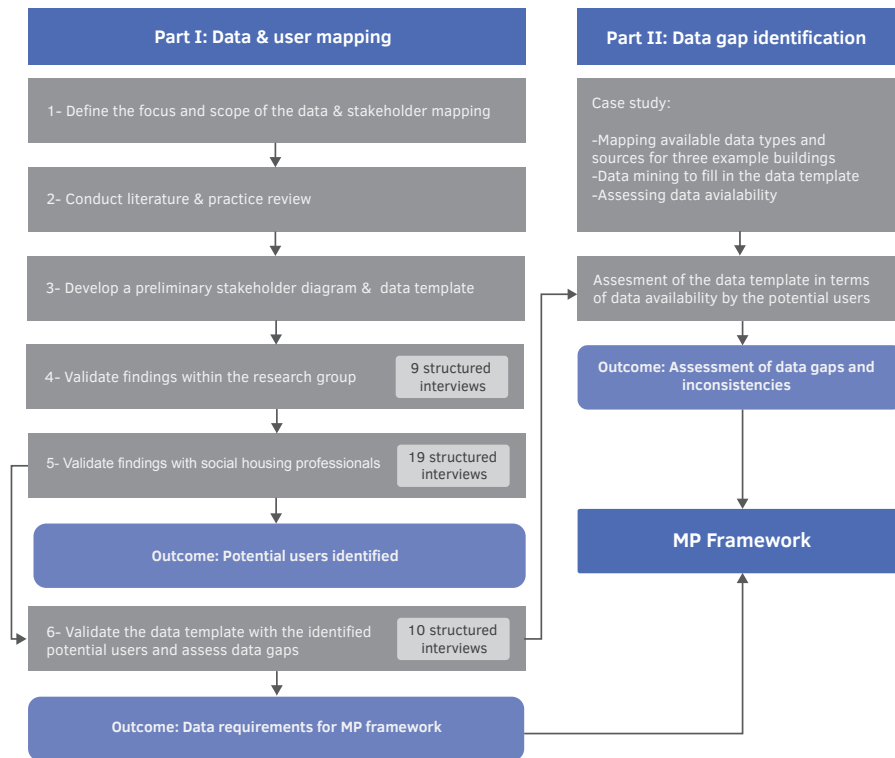 Part I: Data & user mapping
1- Define the focus and scope of the data & stakeholder mapping
2- Conduct literature & practice review
3- Develop a preliminary stakeholder diagram & data template
4- Validate findings within the research group
9 structured
interviews
5- Validate findings with social housing professionals
19 structured
interviews
Outcome: Potential users identified
6- Validate the data template with the identified
potential users and assess data gaps
10 structured
interviews
Outcome: Data requirements for MP framework
Part II: Data gap identification
Case study:
-Mapping available data types and
sources for three example buildings
-Data mining to fill in the data template
-Assessing data avialability
Assesment of the data template in terms
of data availability by the potential users
Outcome: Assessment of data gaps and
inconsistencies
MP Framework